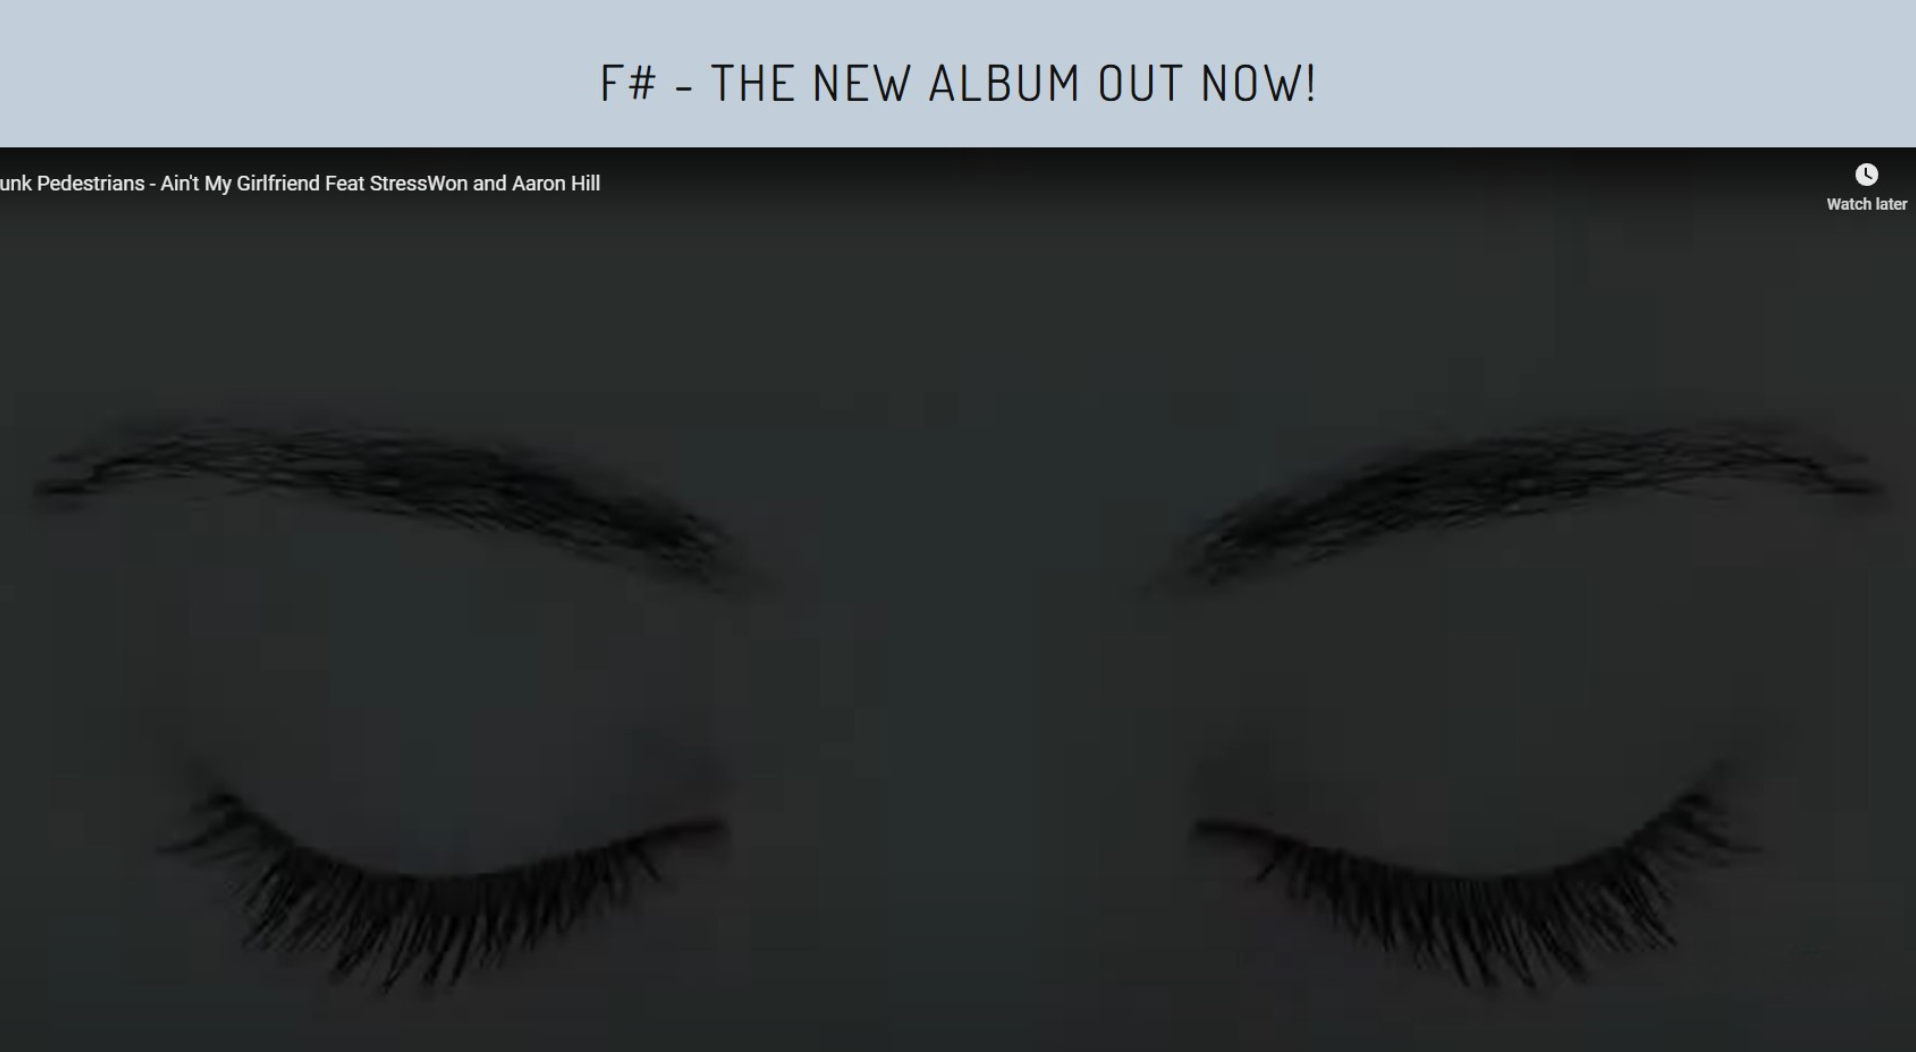 F# - THE NEW ALBUM OUT NOW!
unk Pedestrians - Ain't My Girlfriend Feat StressWon and Aaron Hill
Watch later